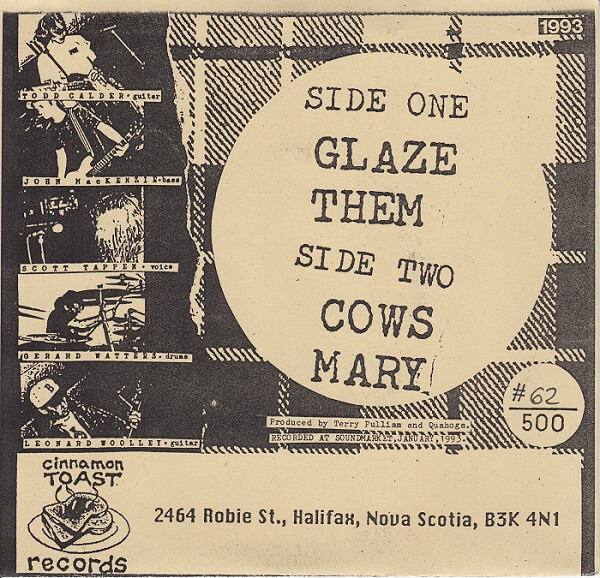 1993
TODD CALDER·guitar
JOHN MacKENZIE·bass
SCOTT TAPPEN·voice
GERARD WATTERS·drums
LEONARD WOOLLEY·guitar
SIDE ONE
GLAZE
THEM
SIDE TWO
COWS
MARY
#62
500
Produced by Terry Pulliam and Quahogs.
RECORDED AT SOUNDMARKET,JANUARY,1993.
cinnamon
TOAST
records
2464 Robie St., Halifax, Nova Scotia, B3K 4N1